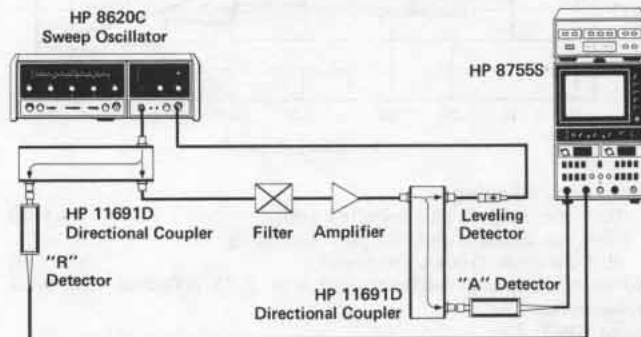 HP 8620C
Sweep Oscillator
HP 8755S
HP 11691D
Directional Coupler
Filter
Amplifier
Leveling
Detector
"R"
Detector
HP 11691D
Directional Coupler
"A" Detector